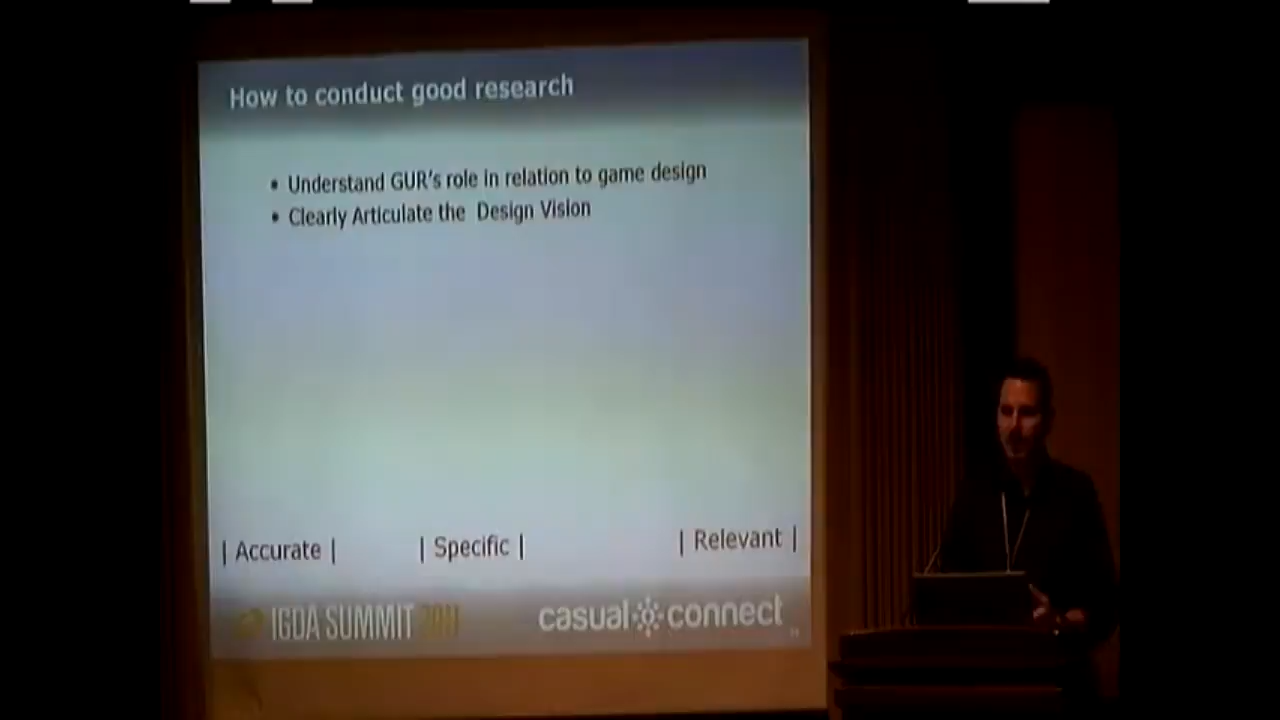 How to conduct good research
• Understand GUR's role in relation to game design
• Clearly Articulate the Design Vision
| Accurate | | Specific | | Relevant |
IGDA SUMMIT 2011
casual connect